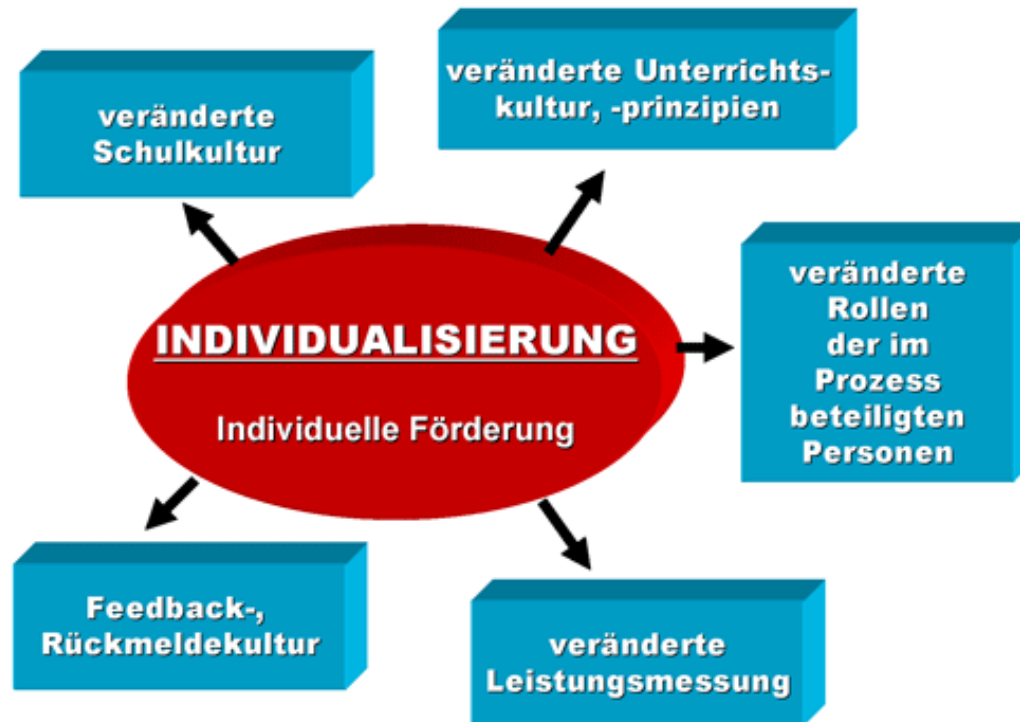 veränderte
Schulkultur
veränderte Unterrichts-
kultur, -prinzipien
INDIVIDUALISIERUNG
Individuelle Förderung
veränderte
Rollen
der im
Prozess
beteiligten
Personen
Feedback-,
Rückmeldekultur
veränderte
Leistungsmessung